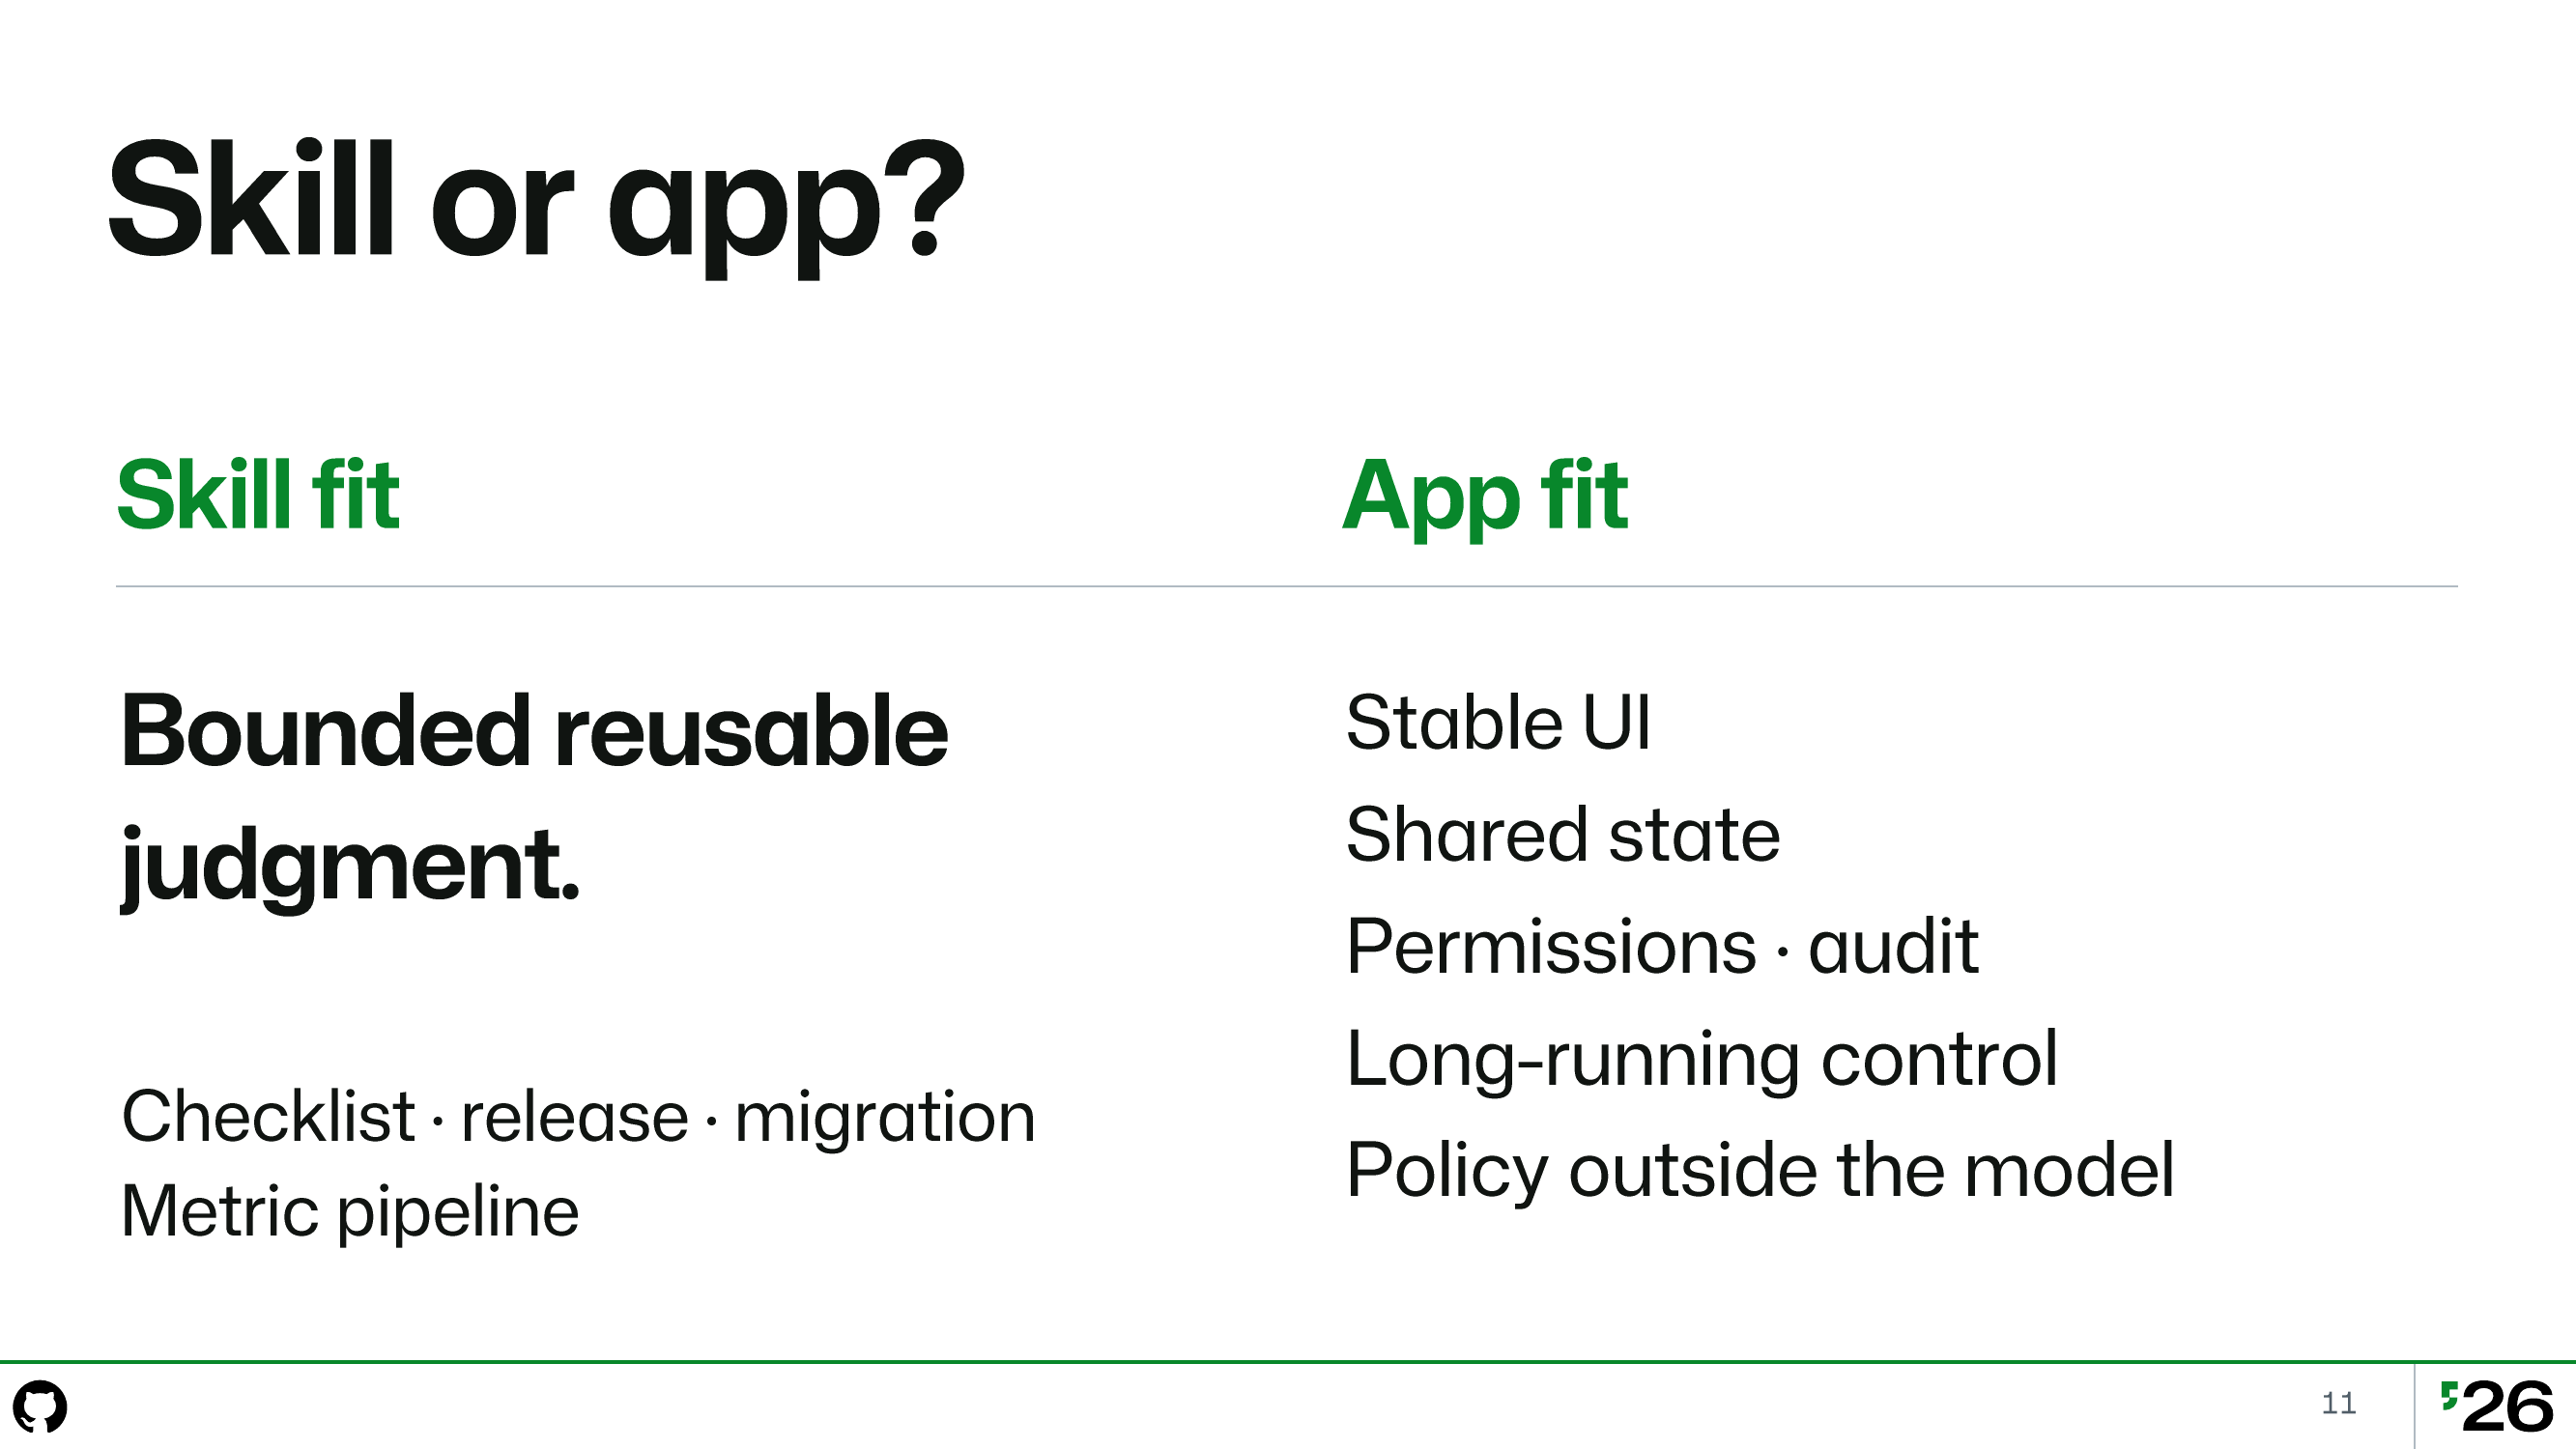 Skill or app?
Skill fit
Bounded reusable
judgment.
Checklist · release · migration
Metric pipeline
App fit
Stable UI
Shared state
Permissions · audit
Long-running control
Policy outside the model
11
’26